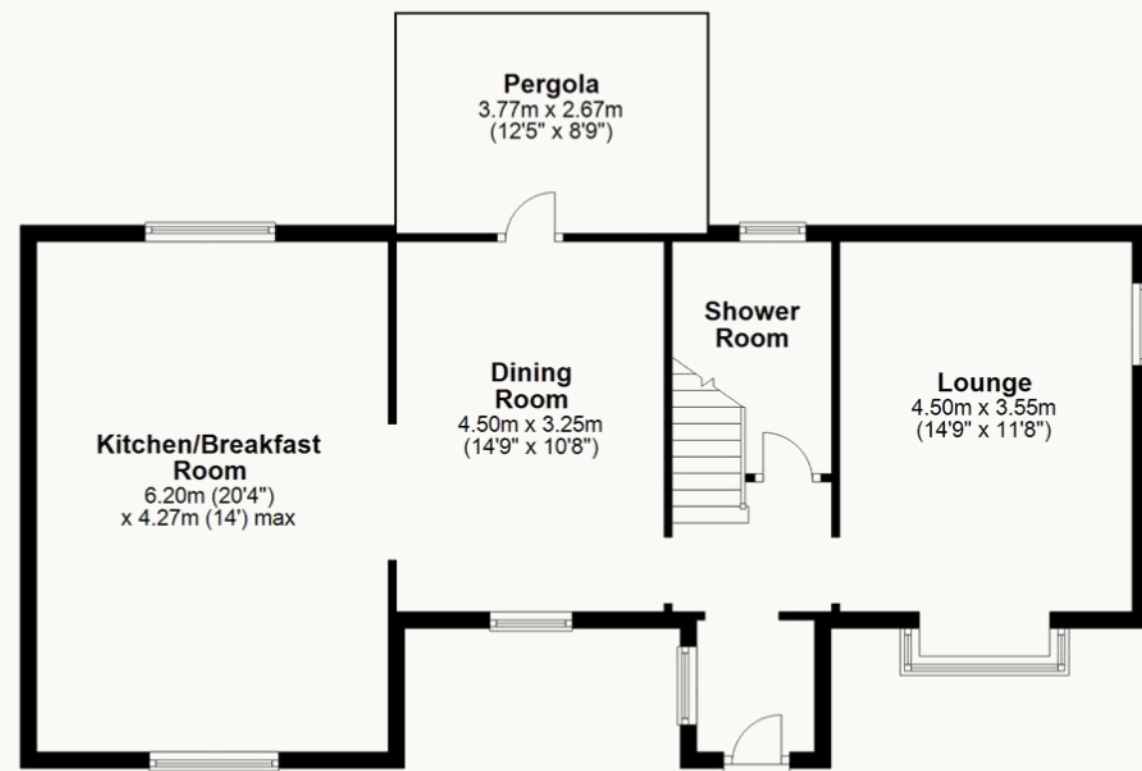 Pergola
3.77m x 2.67m
(12'5" x 8'9")
Shower
Room
Dining
Room
4.50m x 3.25m
(14'9" x 10'8")
Lounge
4.50m x 3.55m
(14'9" x 11'8")
Kitchen/Breakfast
Room
6.20m (20'4")
x 4.27m (14') max